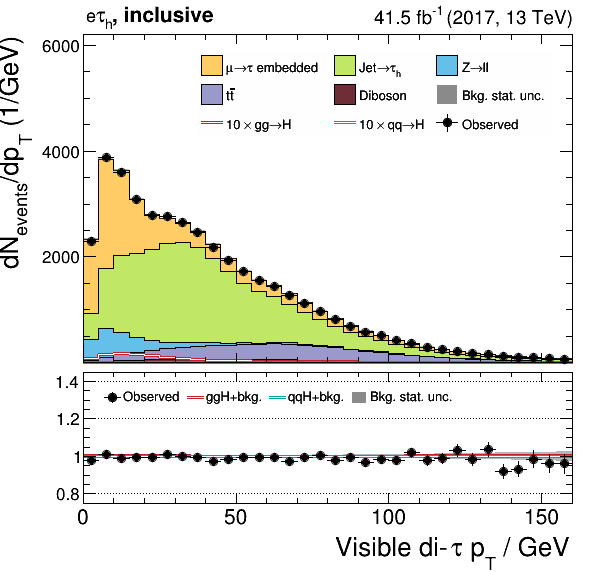 eτh, inclusive 41.5 fb-1 (2017, 13 TeV)
dNevents/dpT (1/GeV)
6000
4000
2000
μ→τ embedded Jet→τh Z→ll
tt̅ Diboson Bkg. stat. unc.
10 × gg→H 10 × qq→H Observed
1.4
1.2
1
0.8
Observed ggH+bkg. qqH+bkg. Bkg. stat. unc.
0 50 100 150
Visible di-τ pT / GeV